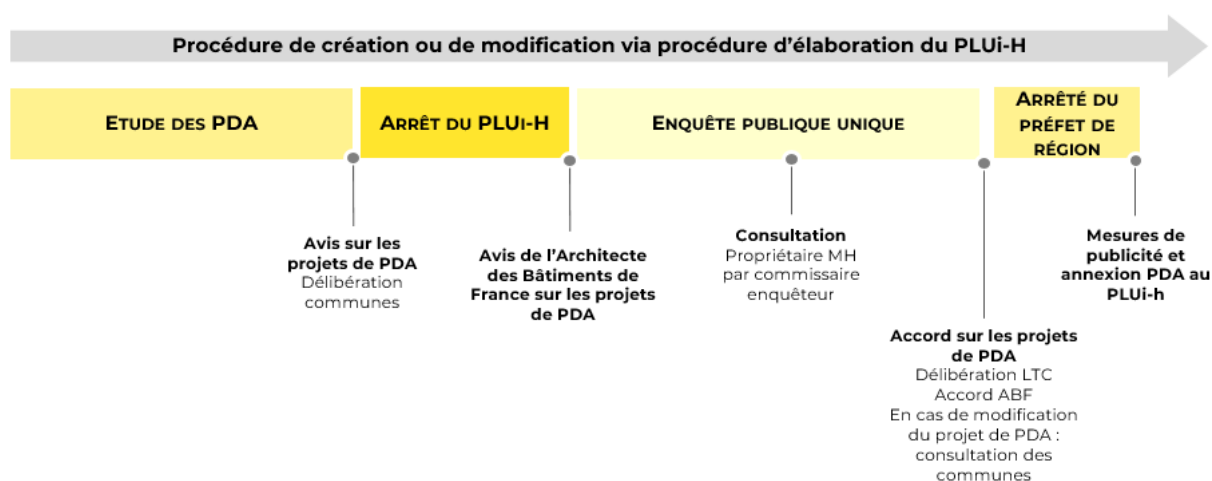 Procédure de création ou de modification via procédure d'élaboration du PLUi-H
ETUDE DES PDA
ARRÊT DU PLUI-H
ENQUÊTE PUBLIQUE UNIQUE
ARRÊTÉ DU
PRÉFET DE
RÉGION
Avis sur les
projets de PDA
Délibération
communes
Avis de l'Architecte
des Bâtiments de
France sur les projets
de PDA
Consultation
Propriétaire MH
par commissaire
enquêteur
Accord sur les projets
de PDA
Délibération LTC
Accord ABF
En cas de modification
du projet de PDA :
consultation des
communes
Mesures de
publicité et
annexion PDA au
PLUi-h